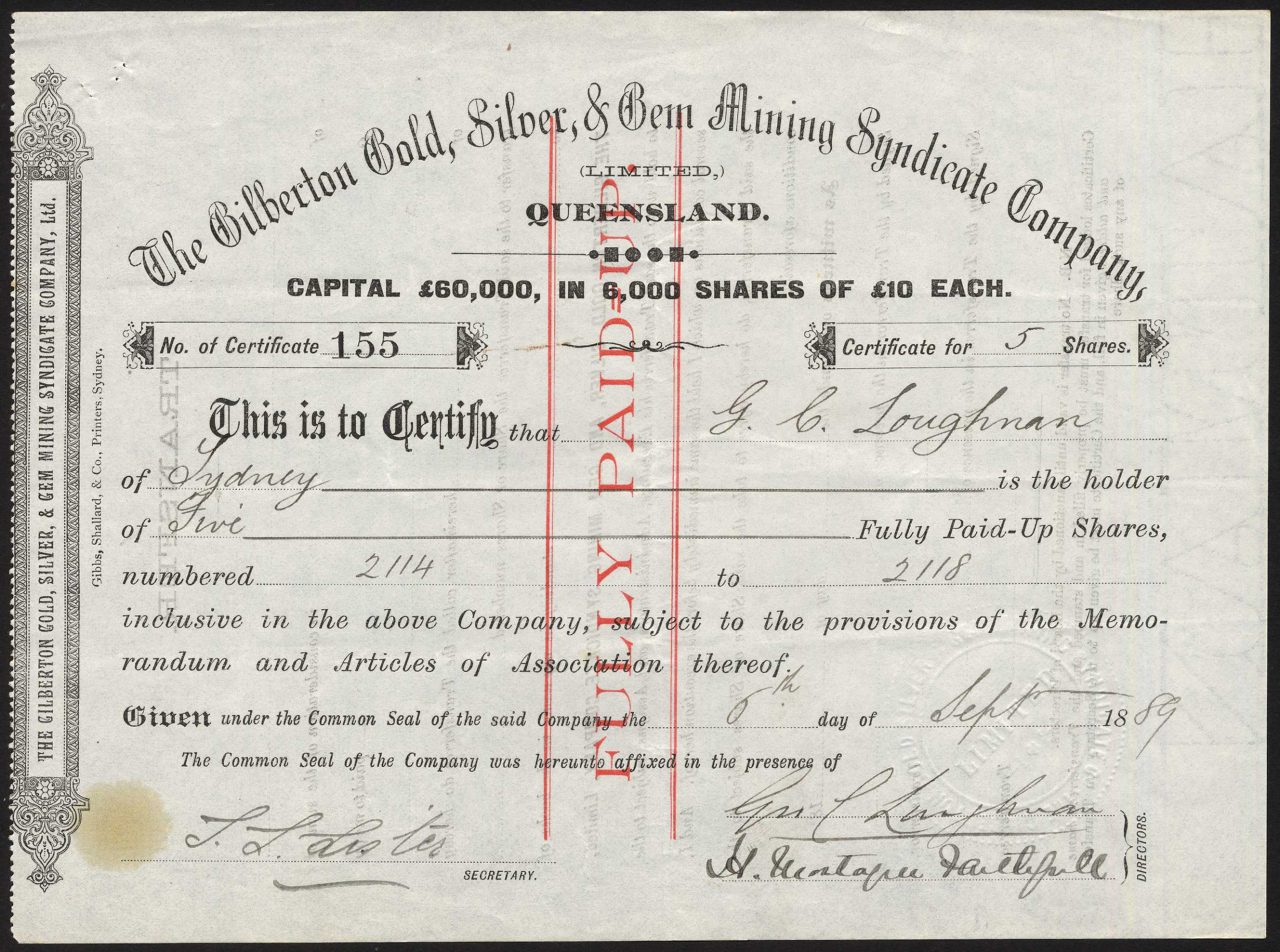 The Gilberton Gold, Silver, & Gem Mining Syndicate Company,
(LIMITED,)
QUEENSLAND.
CAPITAL £60,000, IN 6,000 SHARES OF £10 EACH.
No. of Certificate 155
Certificate for 5 Shares.
This is to Certify that G. C. Loughnan
of Sydney is the holder
of Five Fully Paid-Up Shares,
numbered 2114 to 2118
inclusive in the above Company, subject to the provisions of the Memo-
randum and Articles of Association thereof.
Given under the Common Seal of the said Company the 6th day of Sept 1889
The Common Seal of the Company was hereunto affixed in the presence of
Geo C Loughnan
H. Montague Faithfull
DIRECTORS.
Lister
SECRETARY.
FULLY PAID-UP.
THE GILBERTON GOLD, SILVER, & GEM MINING SYNDICATE COMPANY, Ltd.
Gibbs, Shallard, & Co., Printers, Sydney.
TRANSFER